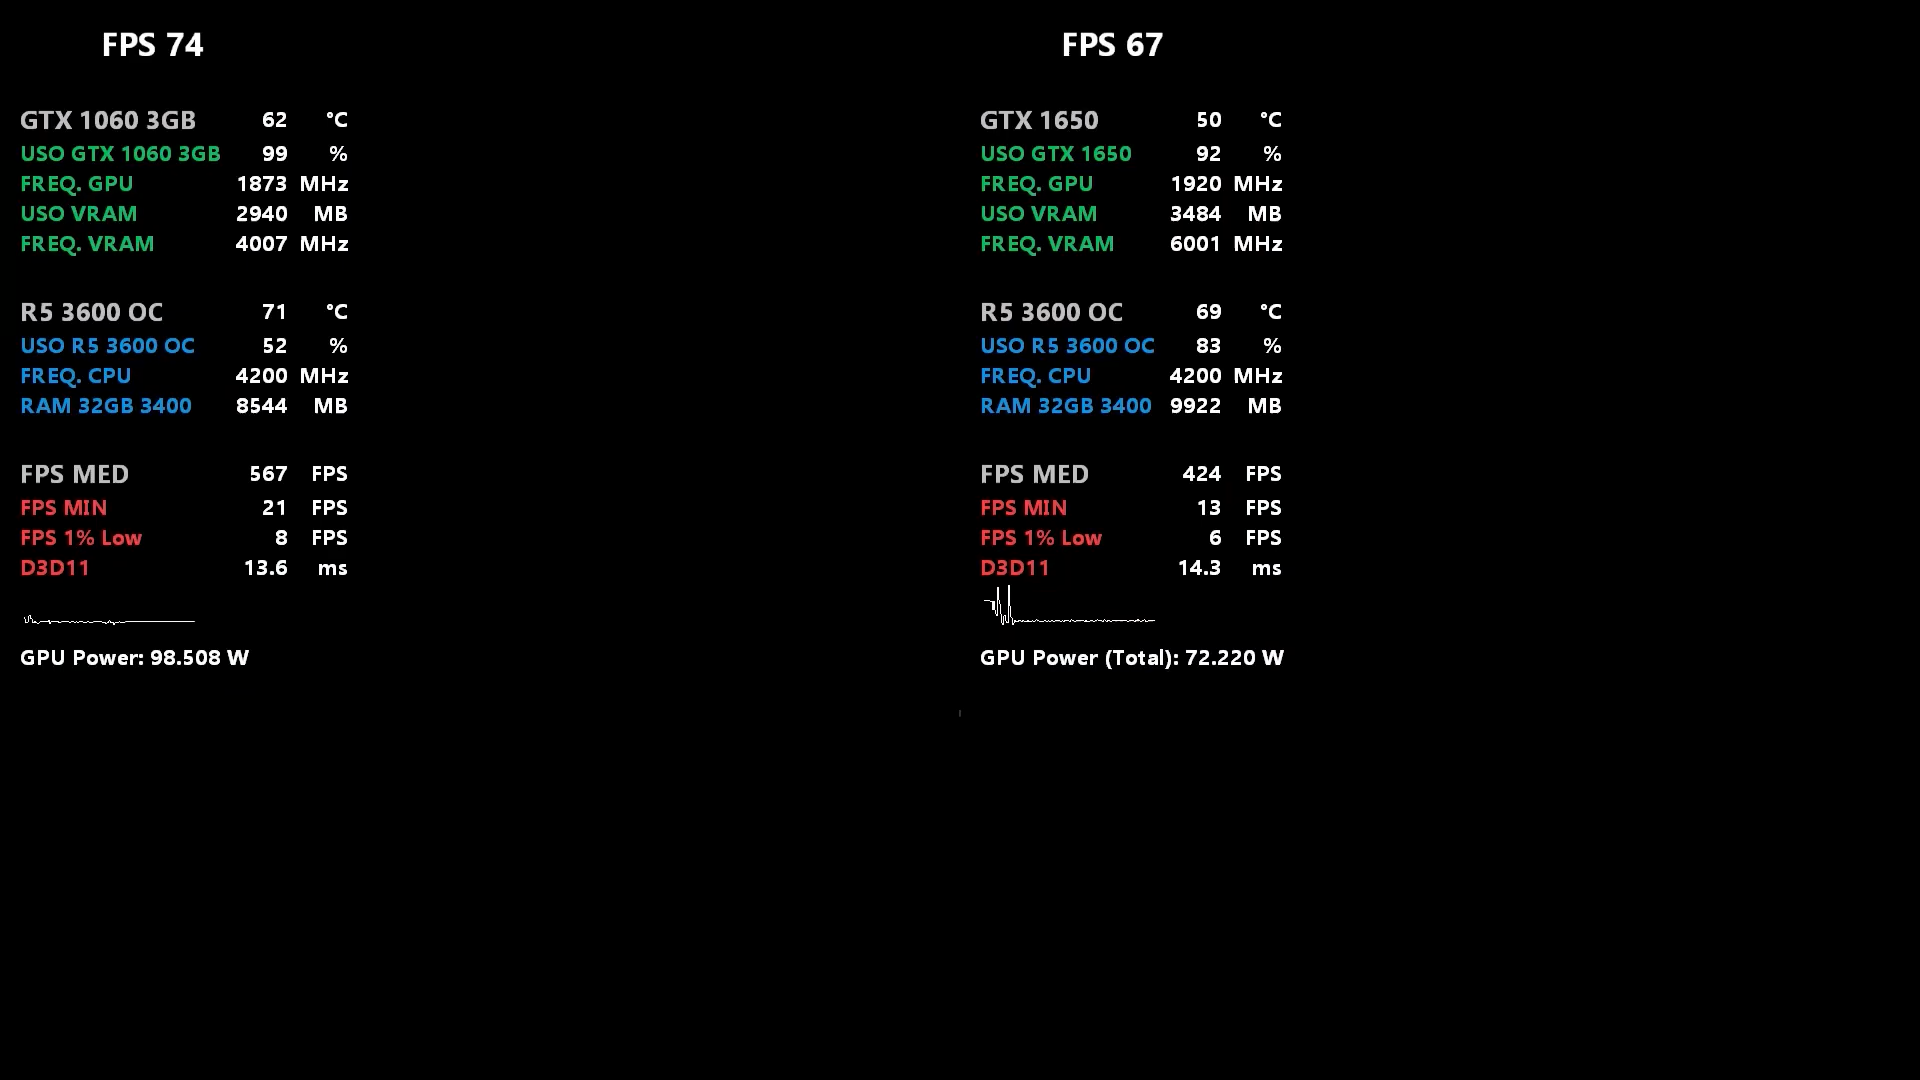 FPS 74
GTX 1060 3GB 62 °C
USO GTX 1060 3GB 99 %
FREQ. GPU 1873 MHz
USO VRAM 2940 MB
FREQ. VRAM 4007 MHz
R5 3600 OC 71 °C
USO R5 3600 OC 52 %
FREQ. CPU 4200 MHz
RAM 32GB 3400 8544 MB
FPS MED 567 FPS
FPS MIN 21 FPS
FPS 1% Low 8 FPS
D3D11 13.6 ms
GPU Power: 98.508 W
FPS 67
GTX 1650 50 °C
USO GTX 1650 92 %
FREQ. GPU 1920 MHz
USO VRAM 3484 MB
FREQ. VRAM 6001 MHz
R5 3600 OC 69 °C
USO R5 3600 OC 83 %
FREQ. CPU 4200 MHz
RAM 32GB 3400 9922 MB
FPS MED 424 FPS
FPS MIN 13 FPS
FPS 1% Low 6 FPS
D3D11 14.3 ms
GPU Power (Total): 72.220 W